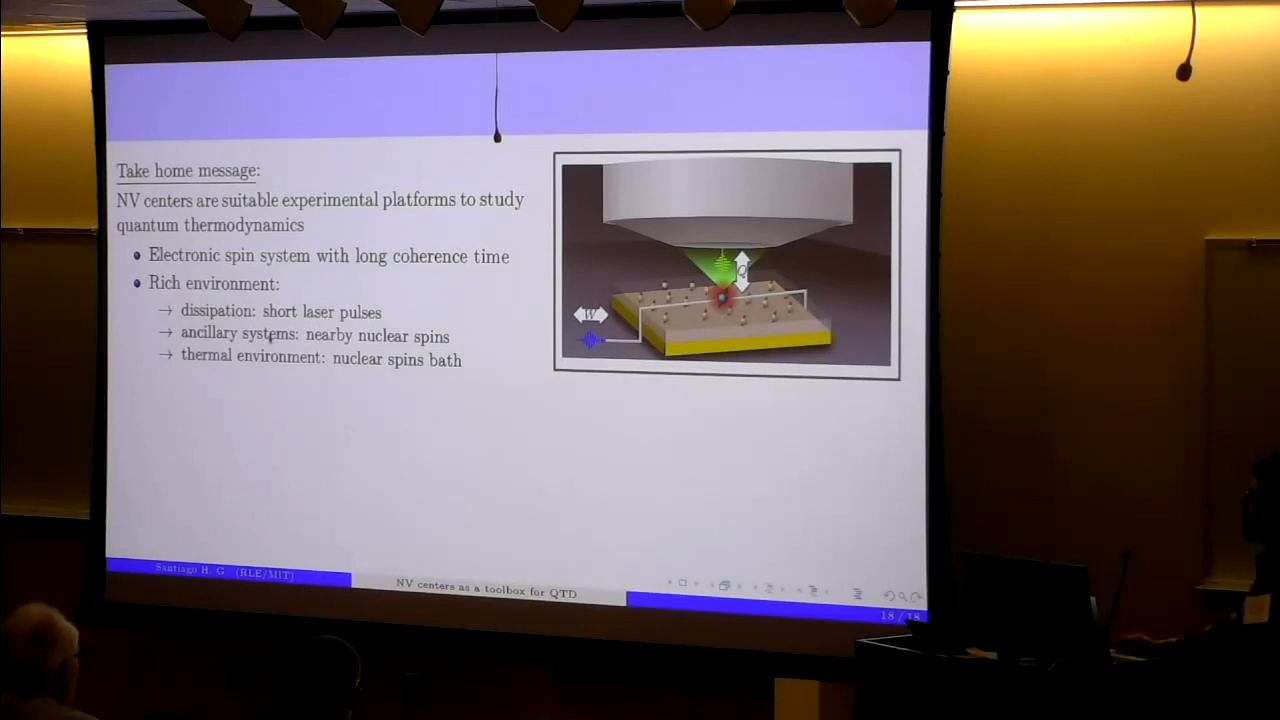 Take home message:
NV centers are suitable experimental platforms to study
quantum thermodynamics
• Electronic spin system with long coherence time
• Rich environment:
→ dissipation: short laser pulses
→ ancillary systems: nearby nuclear spins
→ thermal environment: nuclear spins bath
Q
W
Santiago H. G (RLE/MIT)
NV centers as a toolbox for QTD
18 / 18